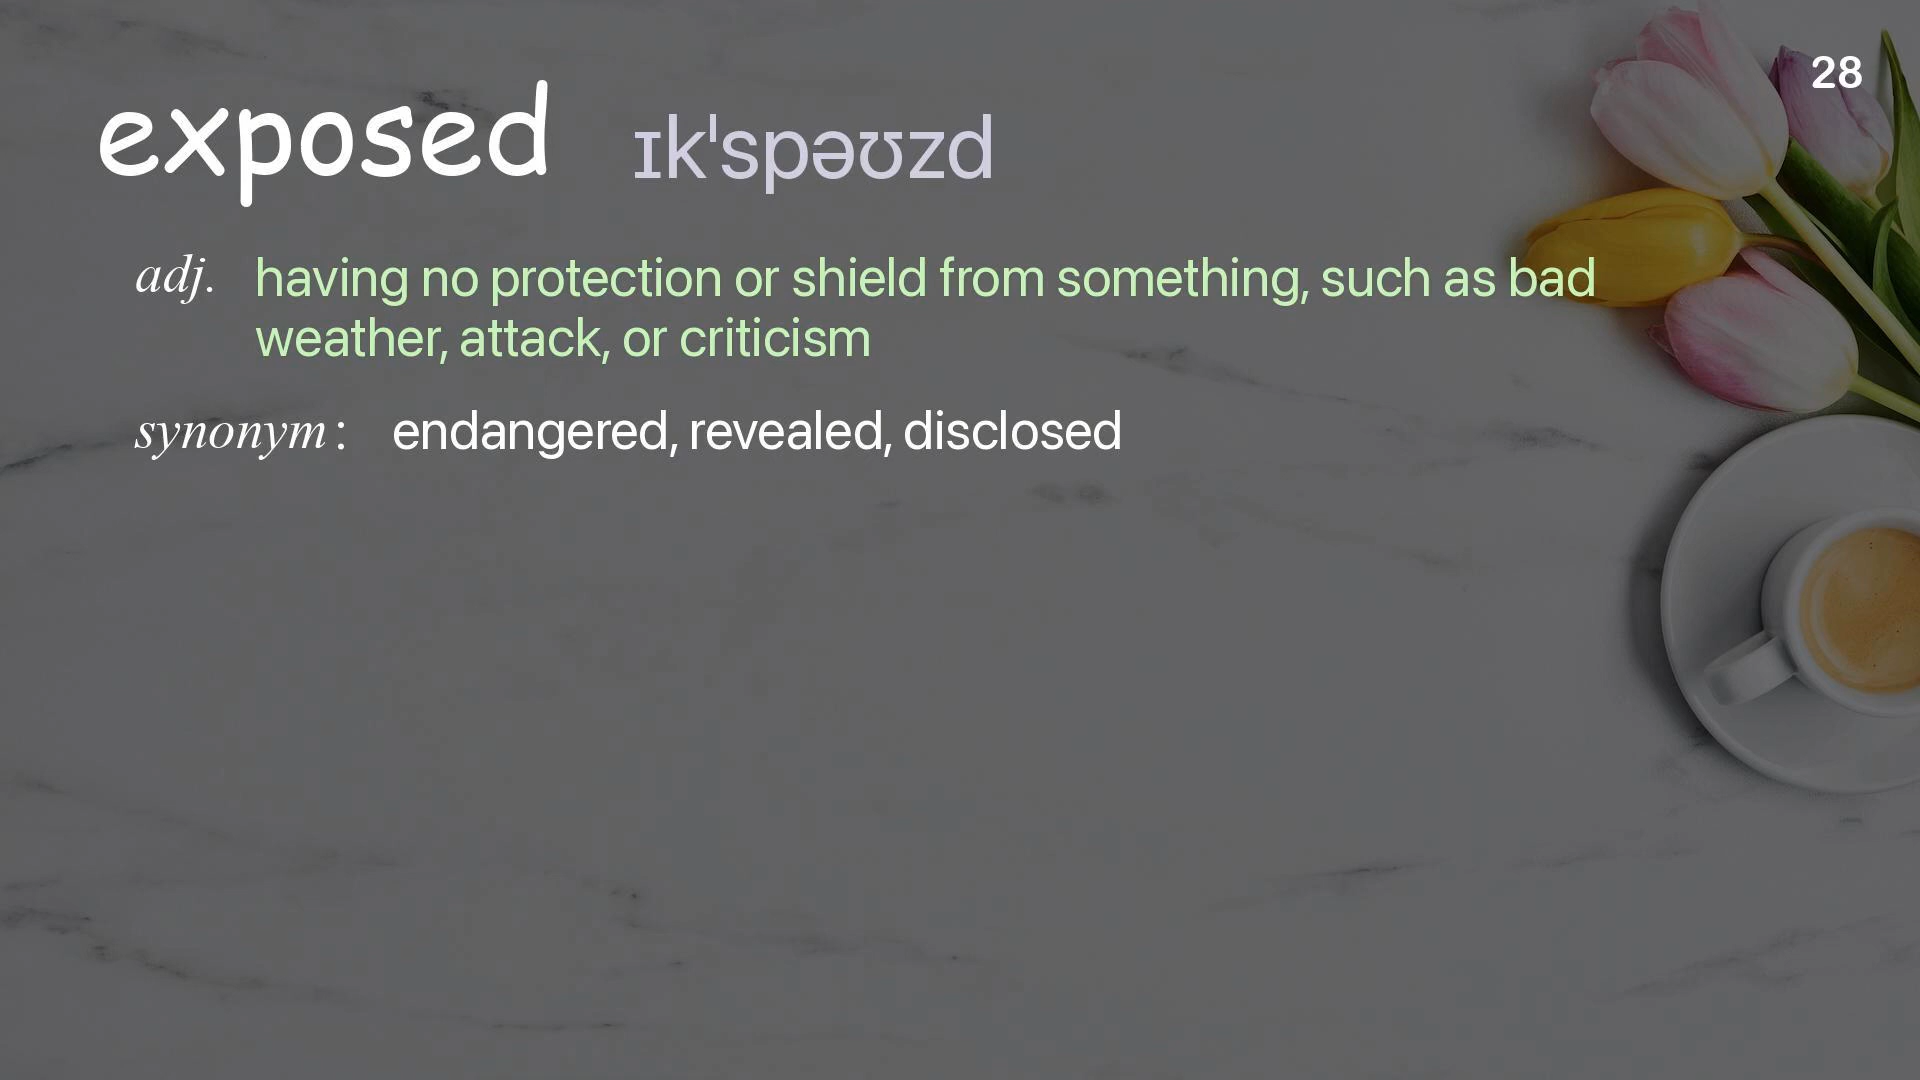 28
exposed ɪkˈspəʊzd
adj. having no protection or shield from something, such as bad
weather, attack, or criticism
synonym: endangered, revealed, disclosed